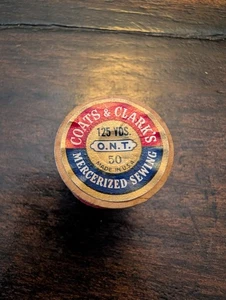 COATS & CLARK'S
125 YDS.
O.N.T.
50
MADE IN U.S.A.
MERCERIZED SEWING